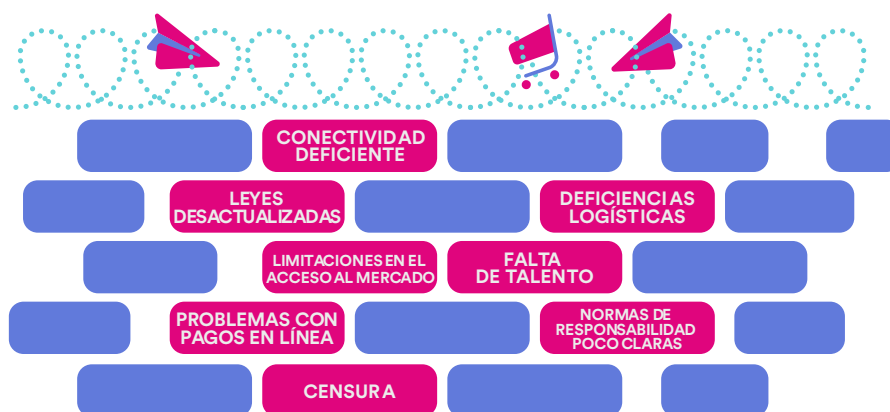 CONECTIVIDAD
DEFICIENTE
LEYES
DESACTUALIZADAS
DEFICIENCIAS
LOGÍSTICAS
LIMITACIONES EN EL
ACCESO AL MERCADO
FALTA
DE TALENTO
PROBLEMAS CON
PAGOS EN LÍNEA
NORMAS DE
RESPONSABILIDAD
POCO CLARAS
CENSURA